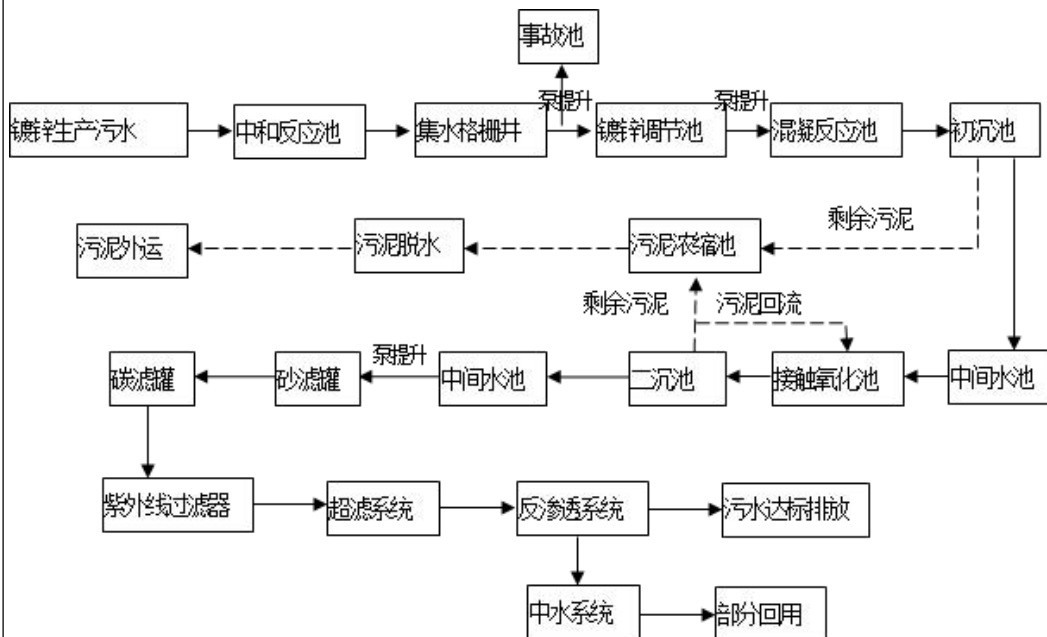 事故池
泵提升
泵提升
镀锌生产污水
中和反应池
集水格栅井
镀锌调节池
混凝反应池
初沉池
剩余污泥
污泥外运
污泥脱水
污泥浓缩池
剩余污泥
污泥回流
泵提升
碳滤罐
砂滤罐
中间水池
二沉池
接触氧化池
中间水池
紫外线过滤器
超滤系统
反渗透系统
污水达标排放
中水系统
部分回用